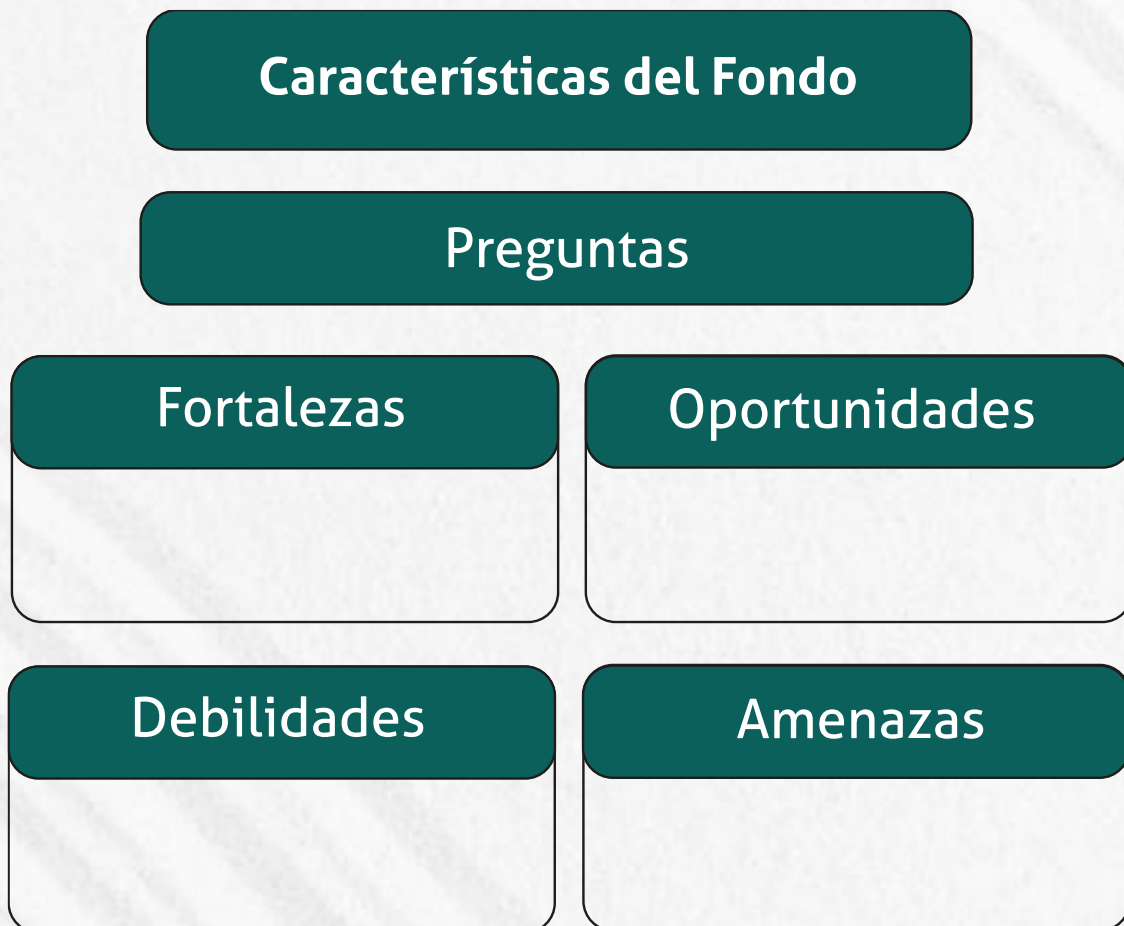 Características del Fondo
Preguntas
Fortalezas
Oportunidades
Debilidades
Amenazas